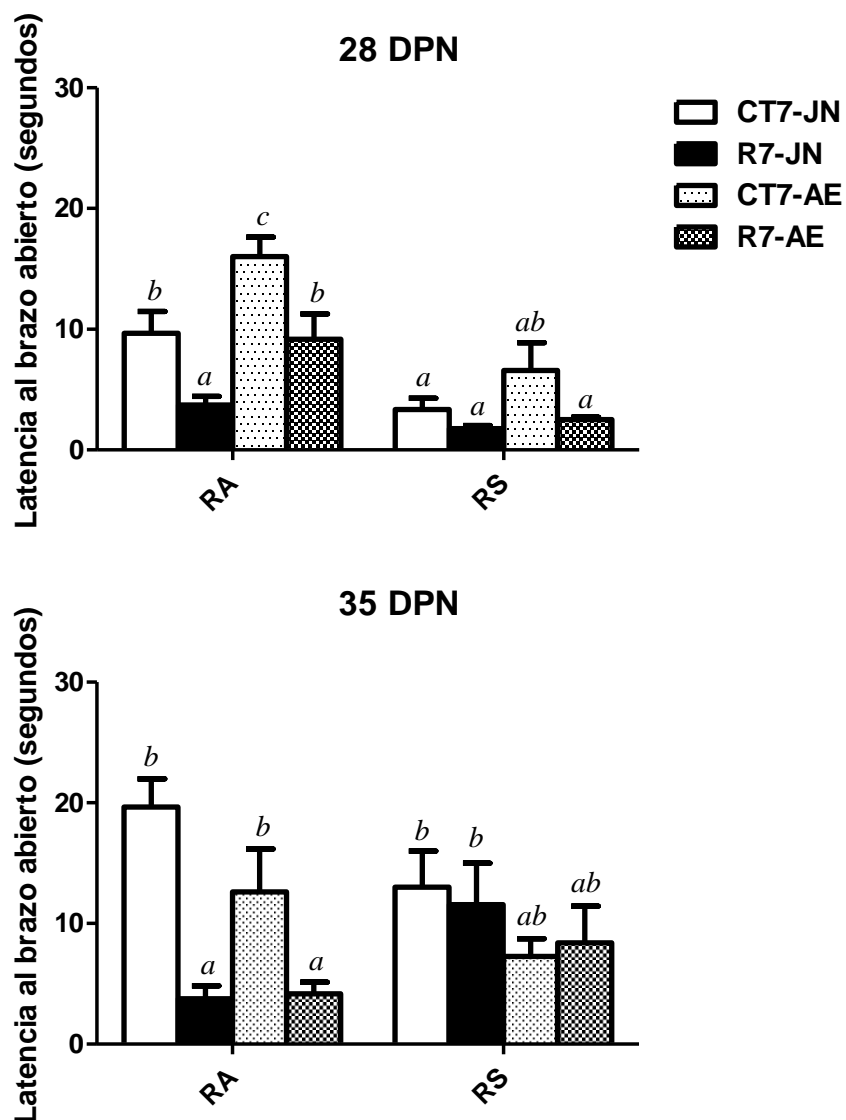 28 DPN
Latencia al brazo abierto (segundos)
30
20
10
0
b
a
c
b
a
a
ab
a
RA
RS
CT7-JN
R7-JN
CT7-AE
R7-AE
35 DPN
Latencia al brazo abierto (segundos)
30
20
10
0
b
a
b
a
b
b
ab
ab
RA
RS